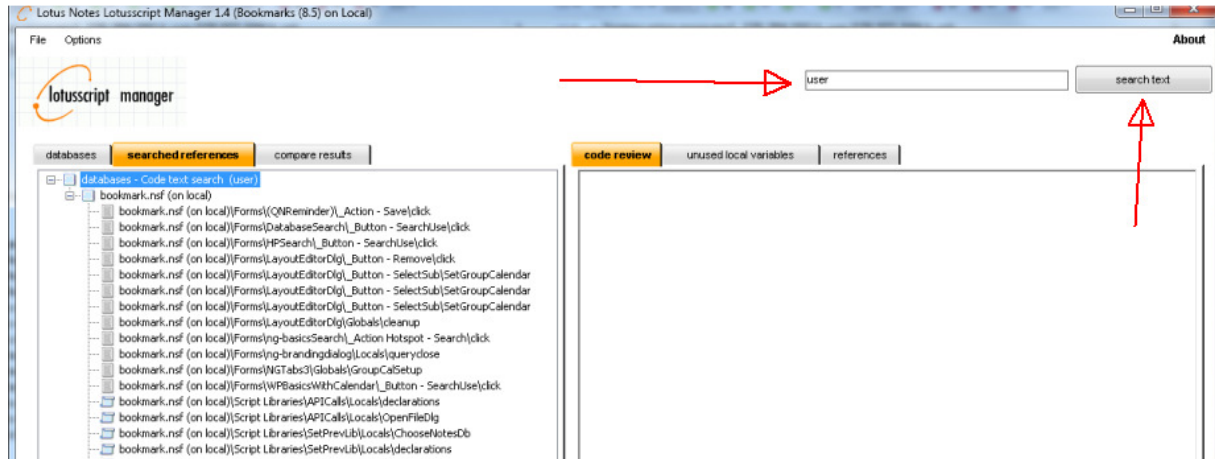 Lotus Notes Lotusscript Manager 1.4 (Bookmarks (8.5) on Local)
File Options About
lotusscript manager
user search text
databases searched references compare results code review unused local variables references
databases - Code text search (user)
bookmark.nsf (on local)
bookmark.nsf (on local)\Forms\(QNReminder)\_Action - Save\click
bookmark.nsf (on local)\Forms\DatabaseSearch\_Button - SearchUse\click
bookmark.nsf (on local)\Forms\HPSearch\_Button - SearchUse\click
bookmark.nsf (on local)\Forms\LayoutEditorDlg\_Button - Remove\click
bookmark.nsf (on local)\Forms\LayoutEditorDlg\_Button - SelectSub\SetGroupCalendar
bookmark.nsf (on local)\Forms\LayoutEditorDlg\_Button - SelectSub\SetGroupCalendar
bookmark.nsf (on local)\Forms\LayoutEditorDlg\_Button - SelectSub\SetGroupCalendar
bookmark.nsf (on local)\Forms\LayoutEditorDlg\Globals\cleanup
bookmark.nsf (on local)\Forms\ng-basicsSearch\_Action Hotspot - Search\click
bookmark.nsf (on local)\Forms\ng-brandingdialog\Locals\queryclose
bookmark.nsf (on local)\Forms\NGTabs3\Globals\GroupCalSetup
bookmark.nsf (on local)\Forms\WPBasicsWithCalendar\_Button - SearchUse\click
bookmark.nsf (on local)\Script Libraries\APICalls\Locals\declarations
bookmark.nsf (on local)\Script Libraries\APICalls\Locals\OpenFileDlg
bookmark.nsf (on local)\Script Libraries\SetPrevLib\Locals\ChooseNotesDb
bookmark.nsf (on local)\Script Libraries\SetPrevLib\Locals\declarations